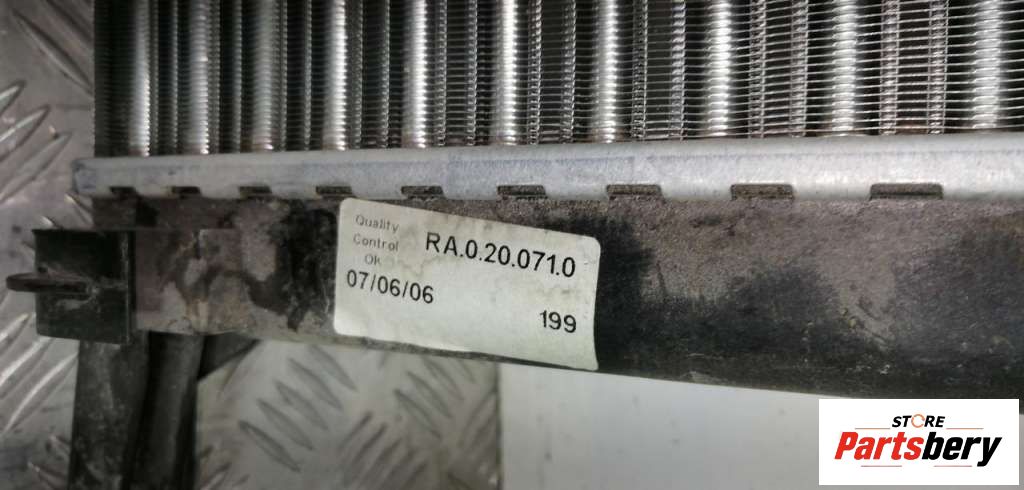 Quality
Control
OK
RA.0.20.071.0
07/06/06
199
STORE
Partsbery